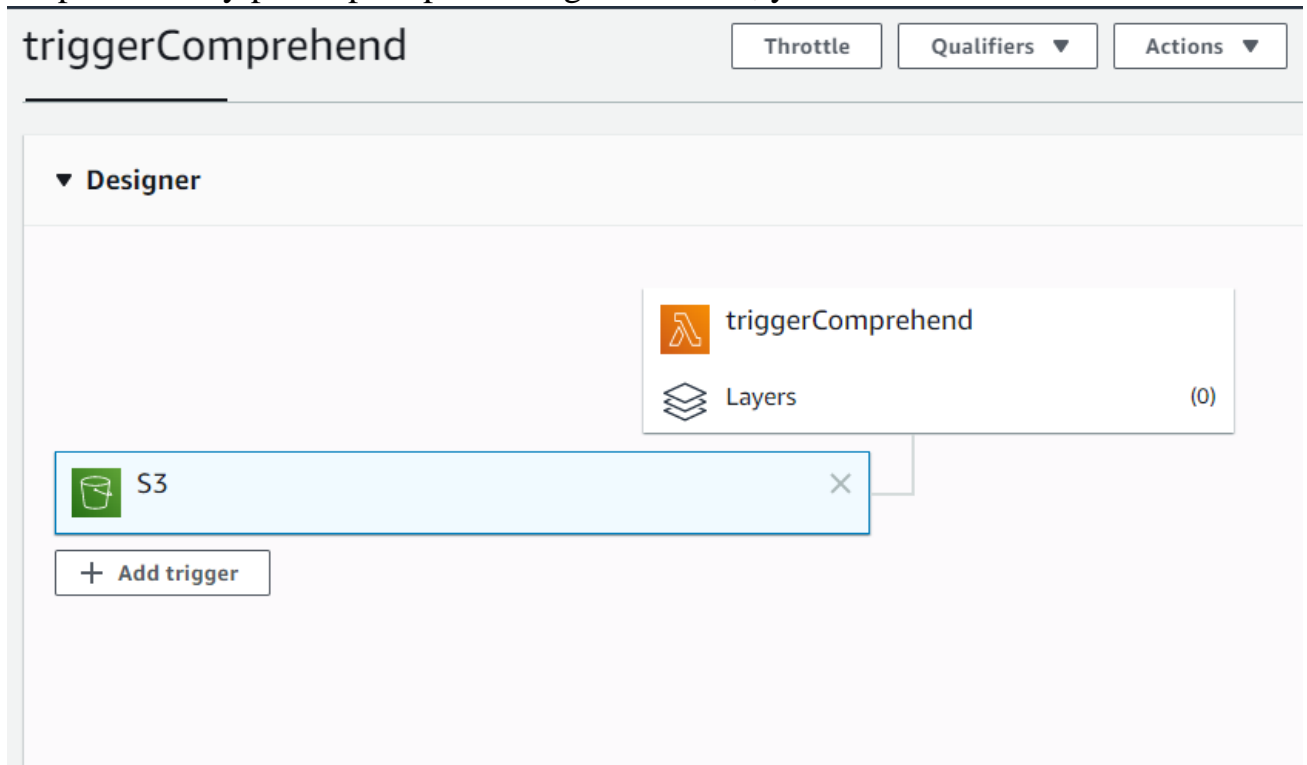 triggerComprehend
Throttle
Qualifiers ▼
Actions ▼
▼ Designer
triggerComprehend
Layers (0)
S3
+ Add trigger